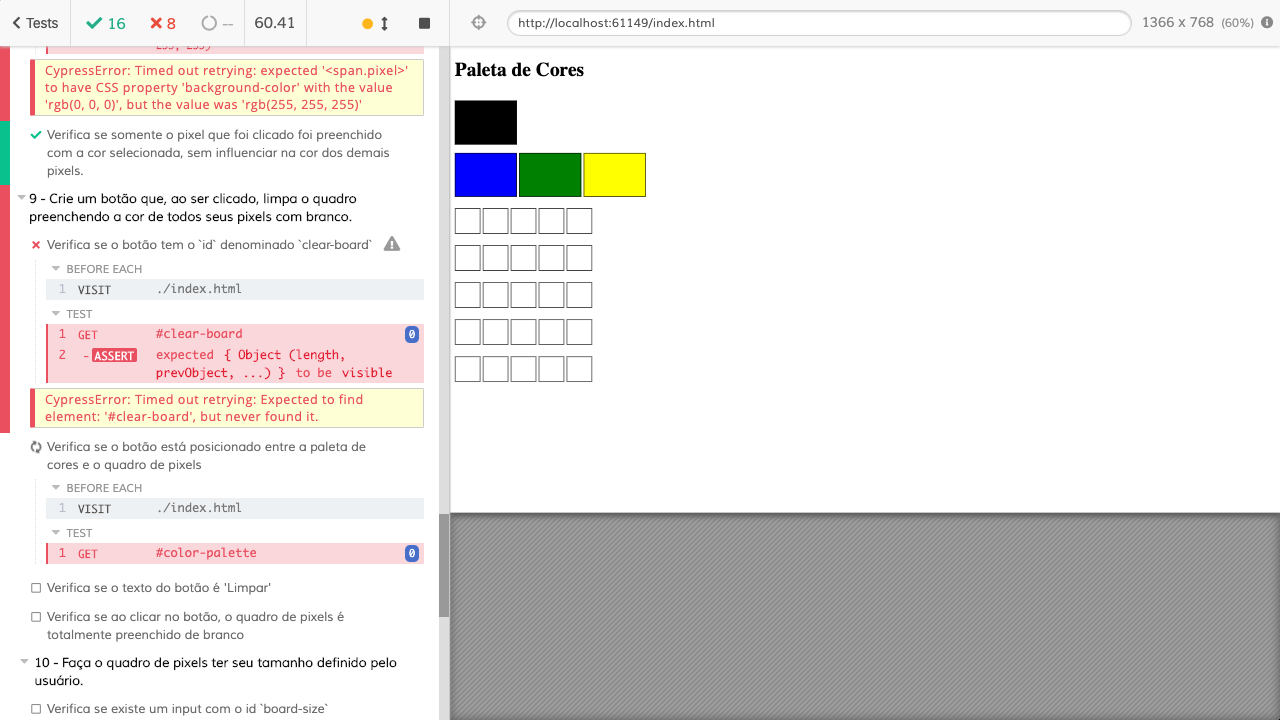 Tests
16
8
--
60.41
http://localhost:61149/index.html
1366 x 768 (60%)
CypressError: Timed out retrying: expected '<span.pixel>'
to have CSS property 'background-color' with the value
'rgb(0, 0, 0)', but the value was 'rgb(255, 255, 255)'
Verifica se somente o pixel que foi clicado foi preenchido
com a cor selecionada, sem influenciar na cor dos demais
pixels.
9 - Crie um botão que, ao ser clicado, limpa o quadro
preenchendo a cor de todos seus pixels com branco.
Verifica se o botão tem o `id` denominado `clear-board`
BEFORE EACH
1 VISIT ./index.html
TEST
1 GET #clear-board 0
2 -ASSERT expected { Object (length,
prevObject, ...) } to be visible
CypressError: Timed out retrying: Expected to find
element: '#clear-board', but never found it.
Verifica se o botão está posicionado entre a paleta de
cores e o quadro de pixels
BEFORE EACH
1 VISIT ./index.html
TEST
1 GET #color-palette 0
Verifica se o texto do botão é 'Limpar'
Verifica se ao clicar no botão, o quadro de pixels é
totalmente preenchido de branco
10 - Faça o quadro de pixels ter seu tamanho definido pelo
usuário.
Verifica se existe um input com o id `board-size`
Paleta de Cores